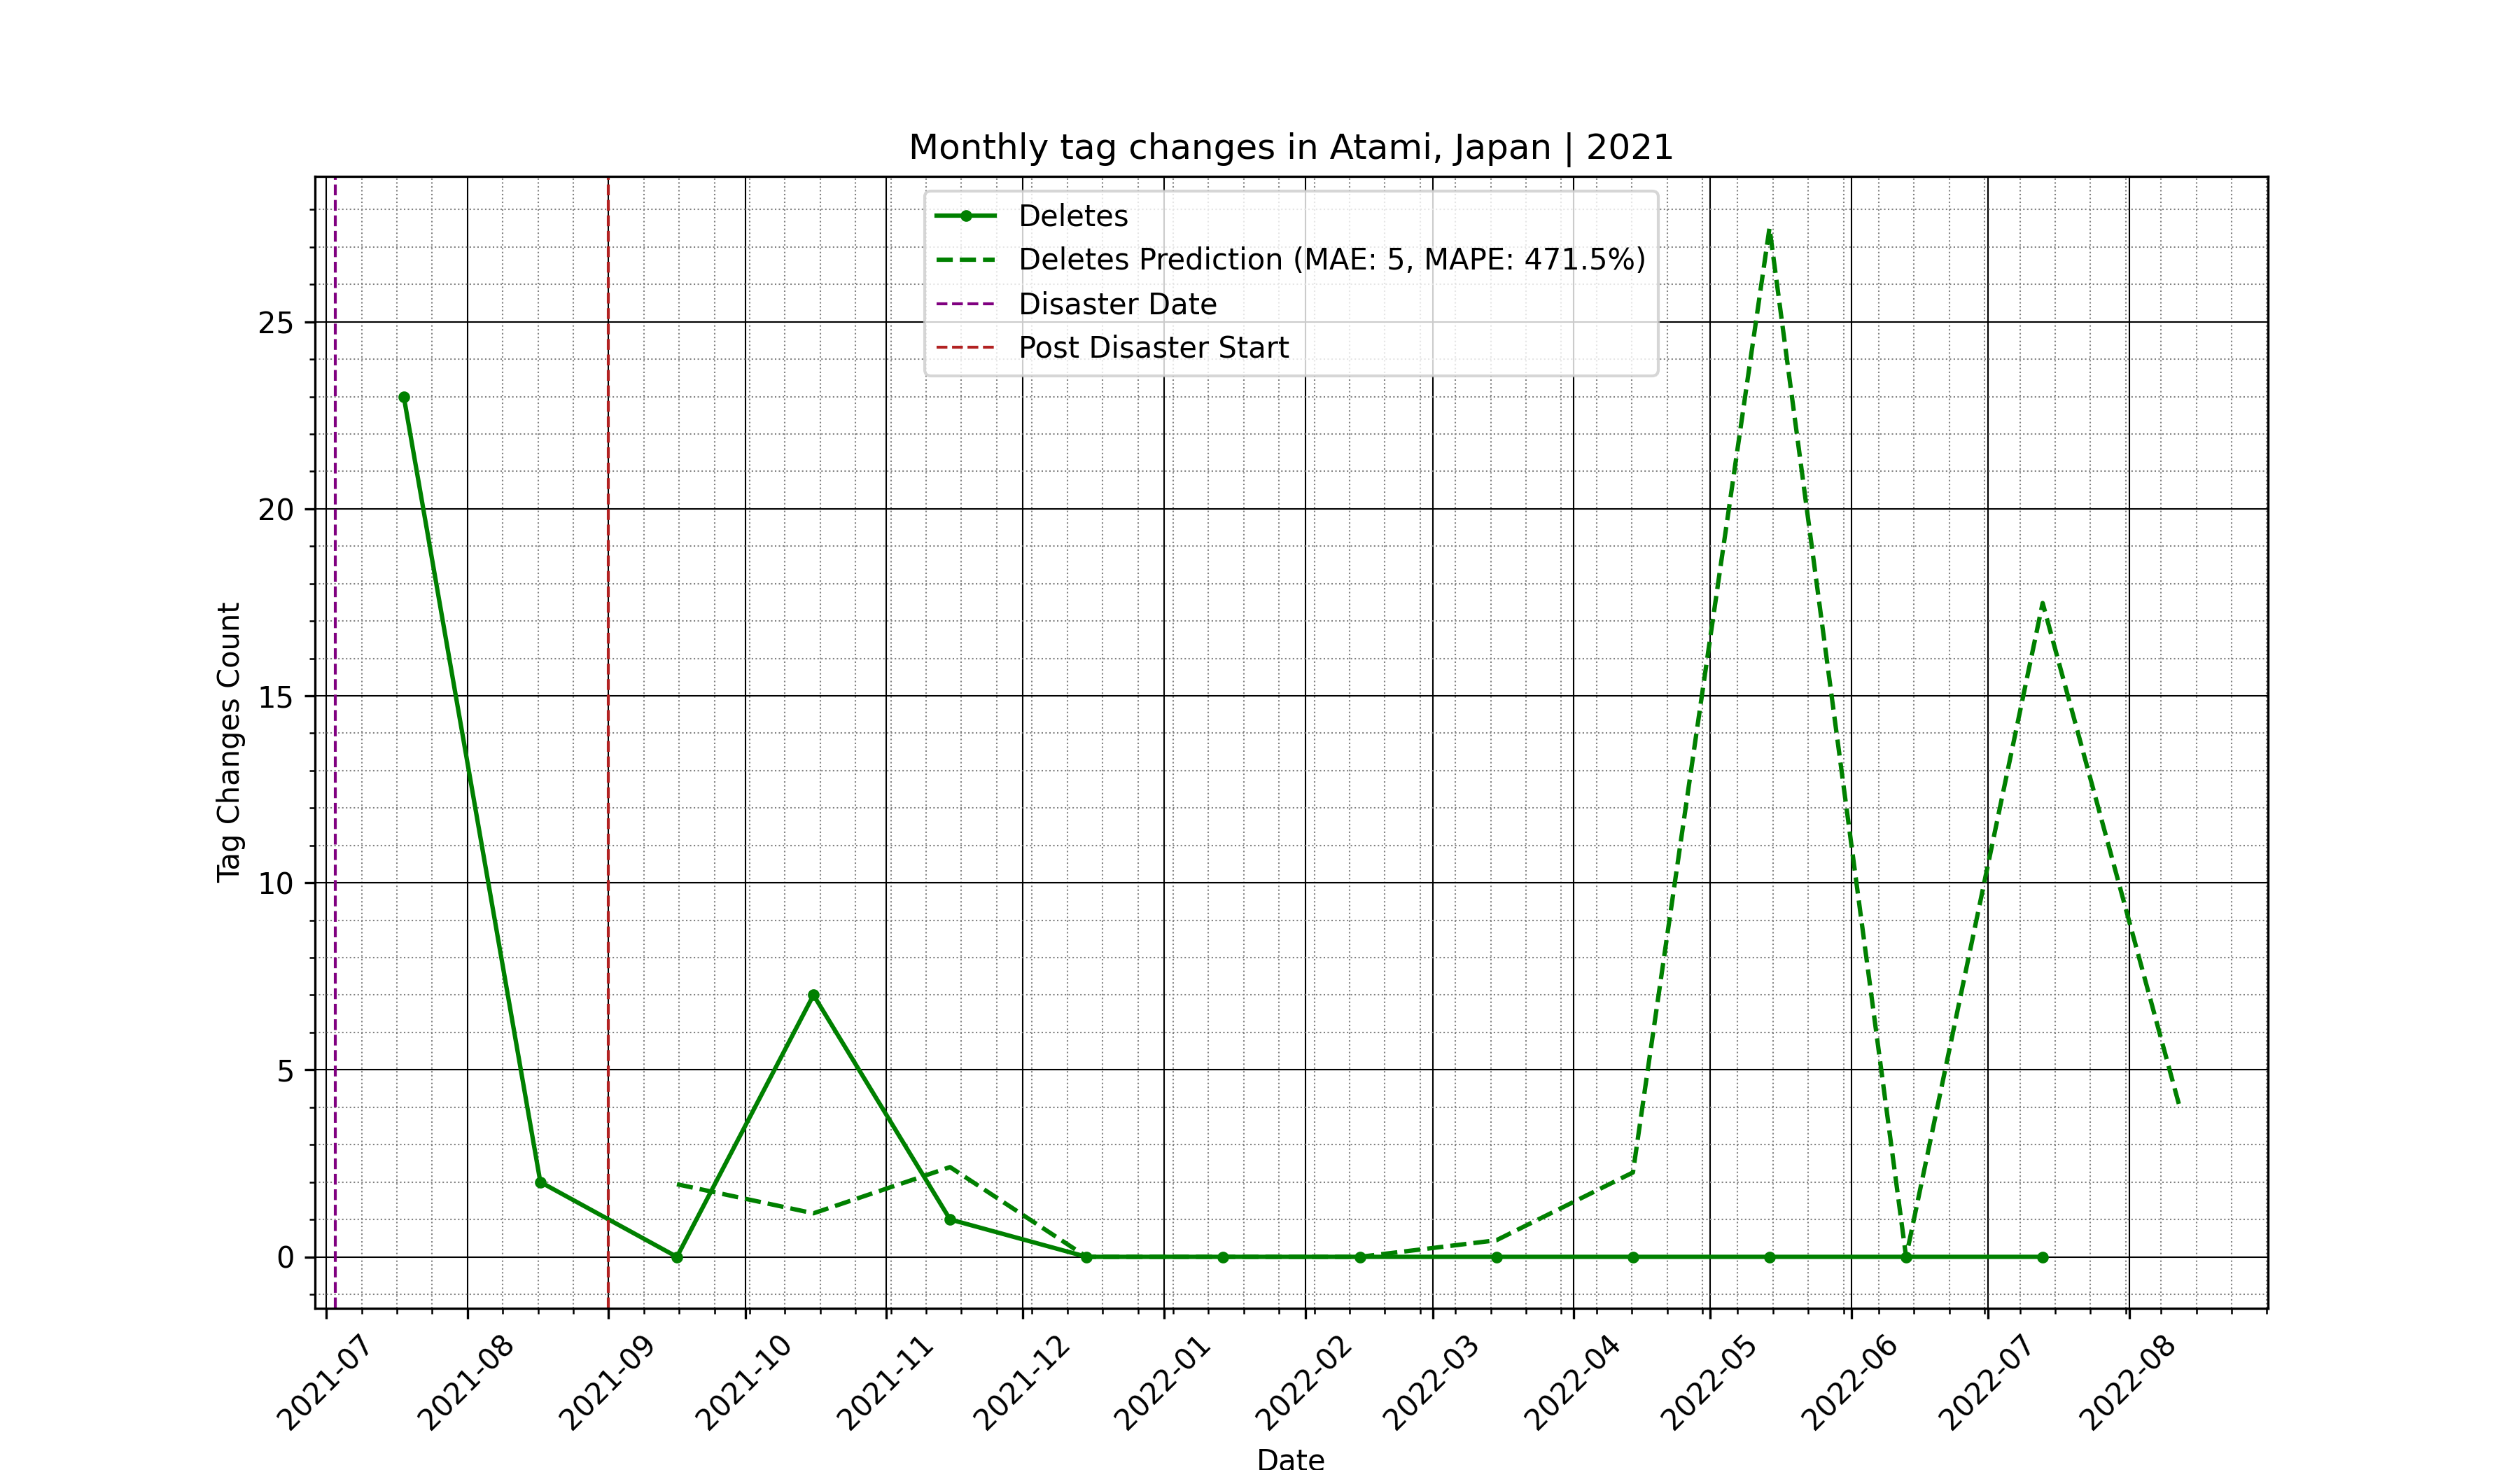 Monthly tag changes in Atami, Japan | 2021
Deletes
Deletes Prediction (MAE: 5, MAPE: 471.5%)
Disaster Date
Post Disaster Start
Tag Changes Count
25
20
15
10
5
0
2021-07
2021-08
2021-09
2021-10
2021-11
2021-12
2022-01
2022-02
2022-03
2022-04
2022-05
2022-06
2022-07
2022-08
Date